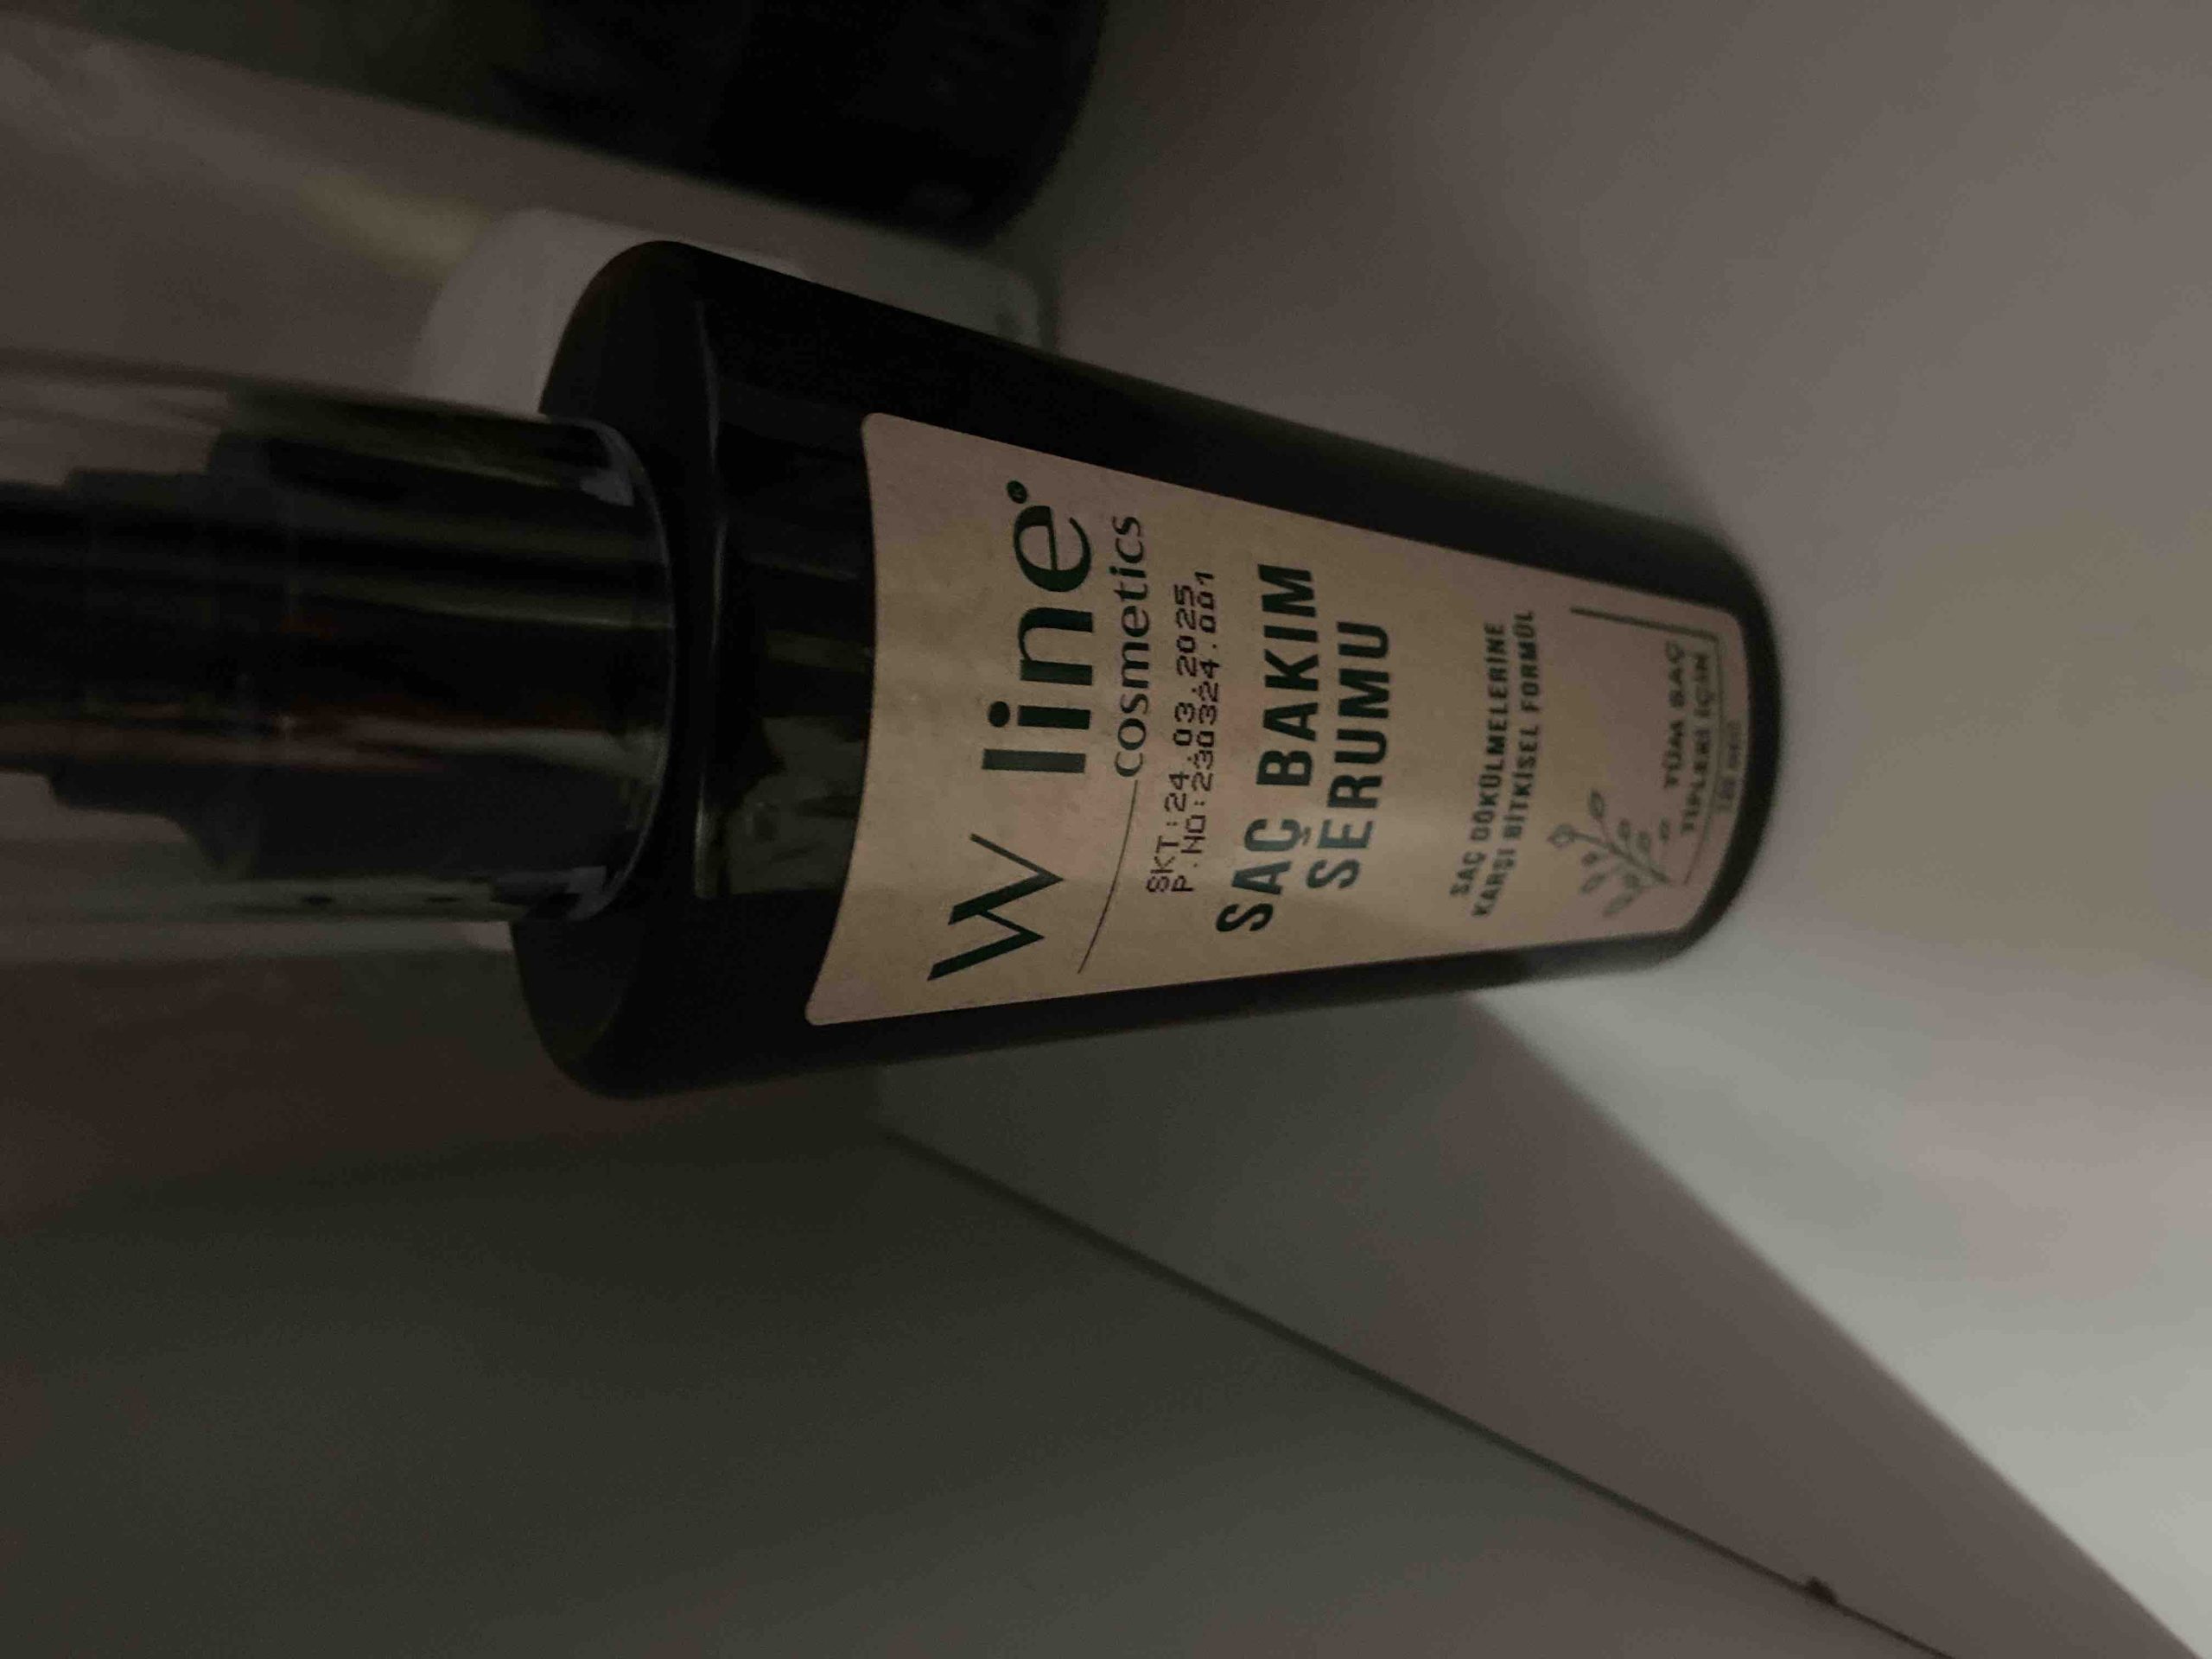 w line®
cosmetics
SKT:24.03.2025
P.NO:230324.001
SAÇ BAKIM
SERUMU
SAÇ DÖKÜLMELERİNE
KARŞI BİTKİSEL FORMÜL
TÜM SAÇ
TİPLERİ İÇİN